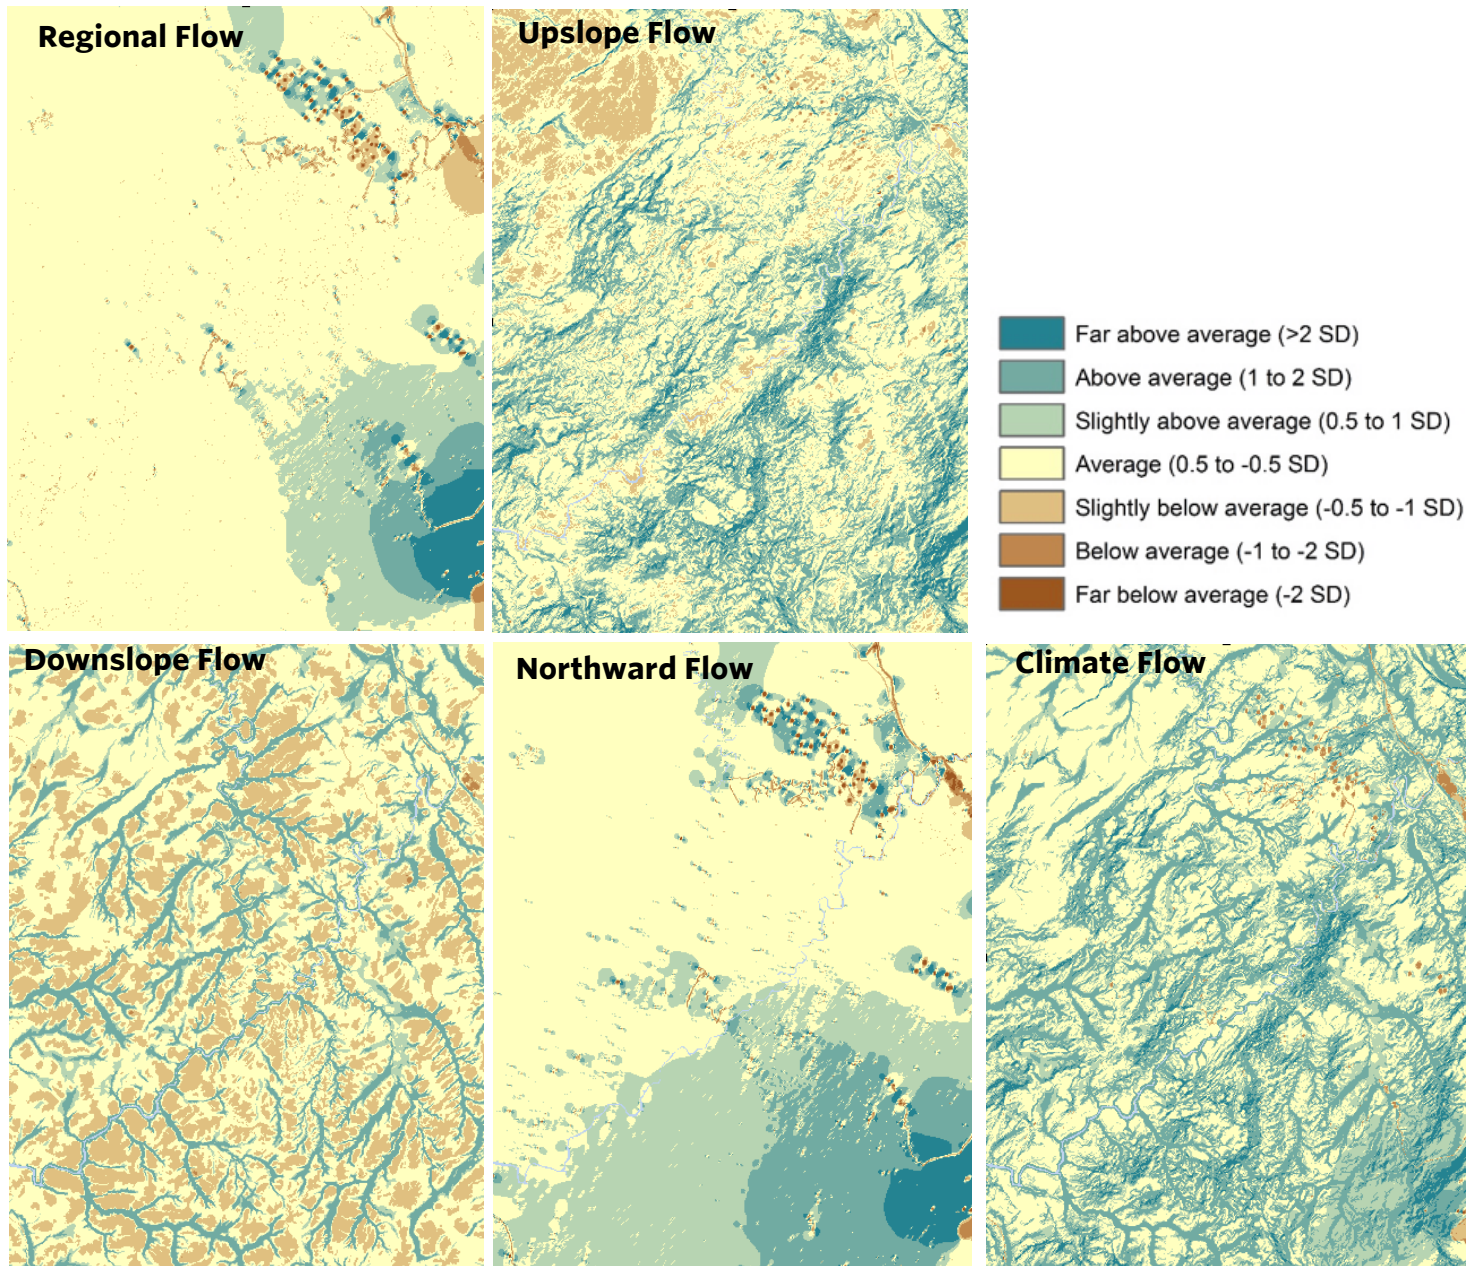 Regional Flow
Upslope Flow
Far above average (>2 SD)
Above average (1 to 2 SD)
Slightly above average (0.5 to 1 SD)
Average (0.5 to -0.5 SD)
Slightly below average (-0.5 to -1 SD)
Below average (-1 to -2 SD)
Far below average (-2 SD)
Downslope Flow
Northward Flow
Climate Flow